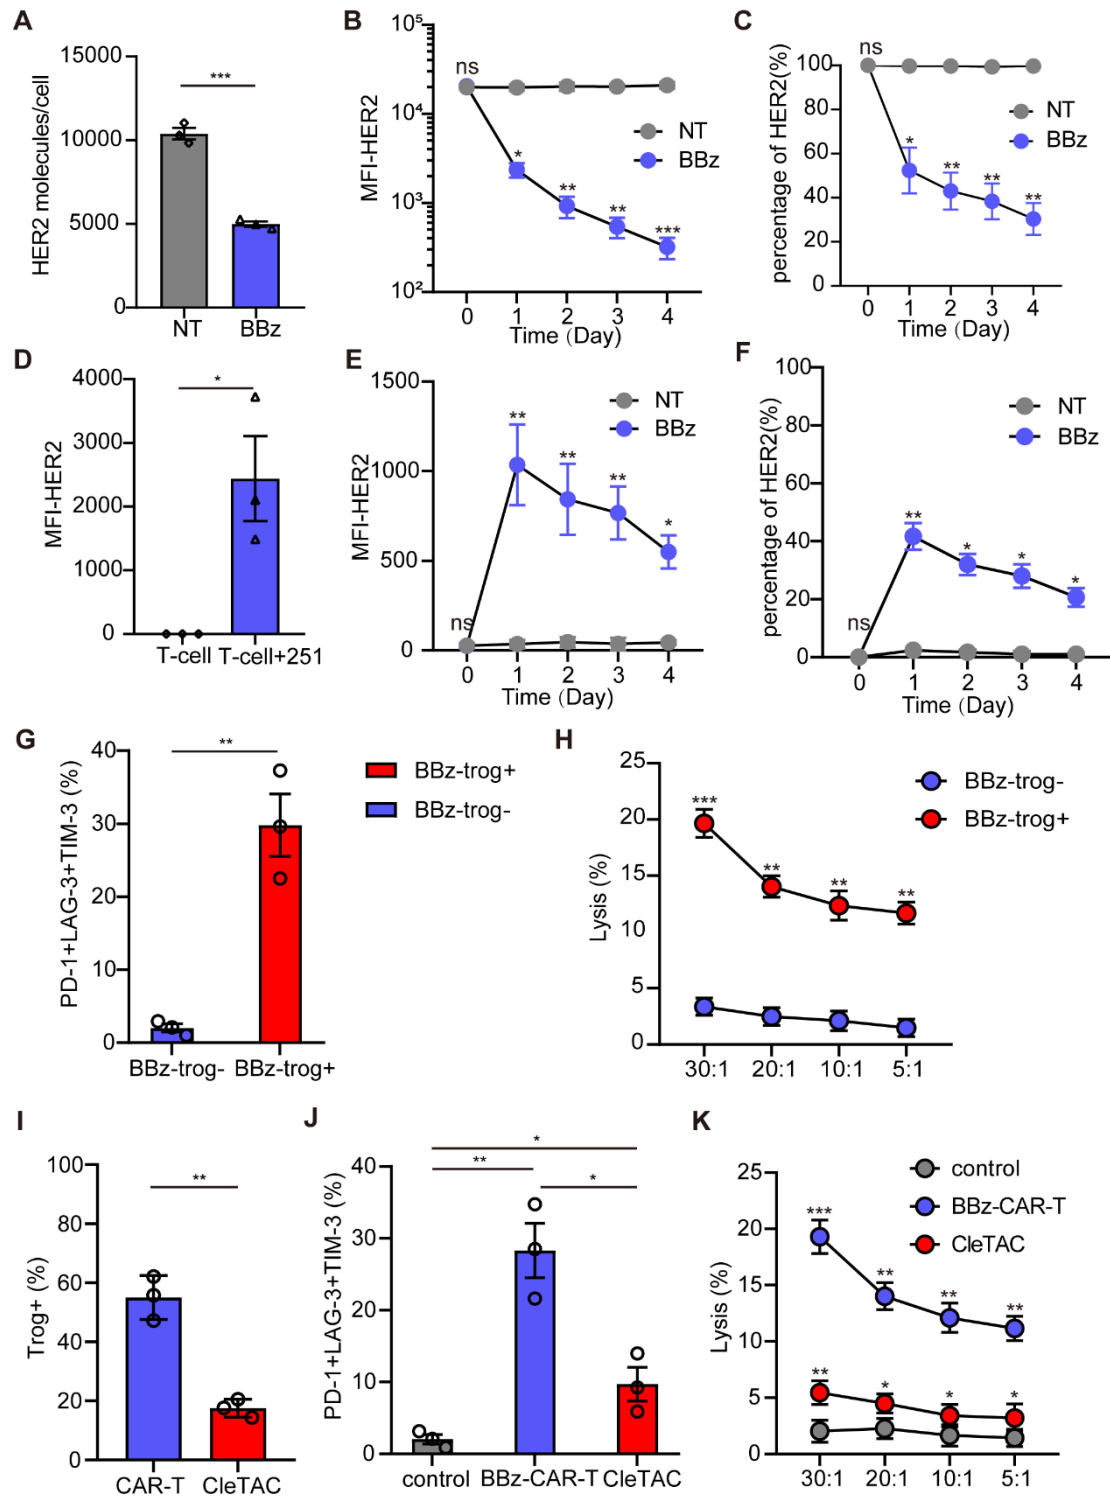 A
HER2 molecules/cell
15000
10000
5000
0
***
NT
BBz
B
MFI-HER2
10⁵
10⁴
10³
10²
ns
*
**
**
***
NT
BBz
0 1 2 3 4
Time (Day)
C
percentage of HER2(%)
100
80
60
40
20
0
ns
*
**
**
**
NT
BBz
0 1 2 3 4
Time (Day)
D
MFI-HER2
4000
3000
2000
1000
0
*
T-cell
T-cell+251
E
MFI-HER2
1500
1000
500
0
ns
**
**
**
*
NT
BBz
0 1 2 3 4
Time (Day)
F
percentage of HER2(%)
100
80
60
40
20
0
ns
**
*
*
*
NT
BBz
0 1 2 3 4
Time (Day)
G
PD-1+LAG-3+TIM-3 (%)
40
30
20
10
0
**
BBz-trog-
BBz-trog+
BBz-trog+
BBz-trog-
H
Lysis (%)
25
20
15
10
5
0
***
**
**
**
BBz-trog-
BBz-trog+
30:1 20:1 10:1 5:1
I
Trog+ (%)
100
80
60
40
20
0
**
CAR-T
CleTAC
J
PD-1+LAG-3+TIM-3 (%)
40
30
20
10
0
*
**
*
control
BBz-CAR-T
CleTAC
K
Lysis (%)
25
20
15
10
5
0
***
**
**
**
**
*
*
*
control
BBz-CAR-T
CleTAC
30:1 20:1 10:1 5:1